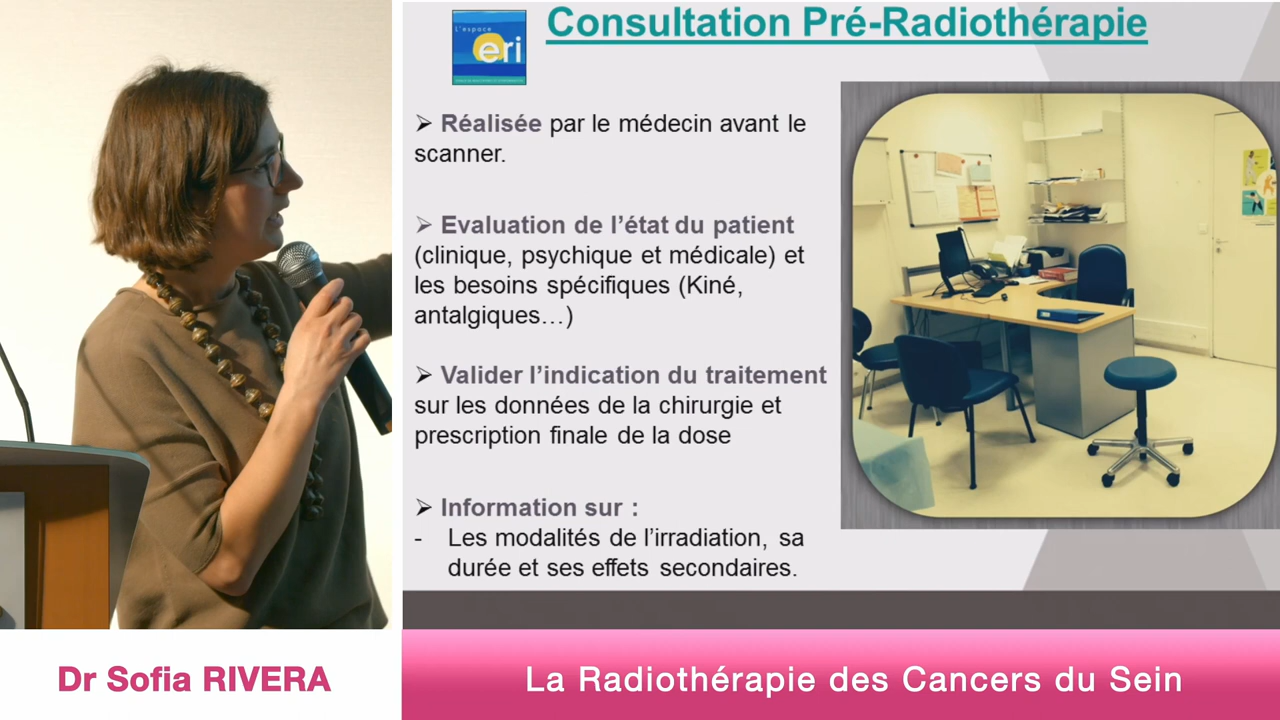 L'espace
eri
Consultation Pré-Radiothérapie
➢ Réalisée par le médecin avant le
scanner.
➢ Evaluation de l'état du patient
(clinique, psychique et médicale) et
les besoins spécifiques (Kiné,
antalgiques…)
➢ Valider l'indication du traitement
sur les données de la chirurgie et
prescription finale de la dose
➢ Information sur :
- Les modalités de l'irradiation, sa
durée et ses effets secondaires.
Dr Sofia RIVERA
La Radiothérapie des Cancers du Sein